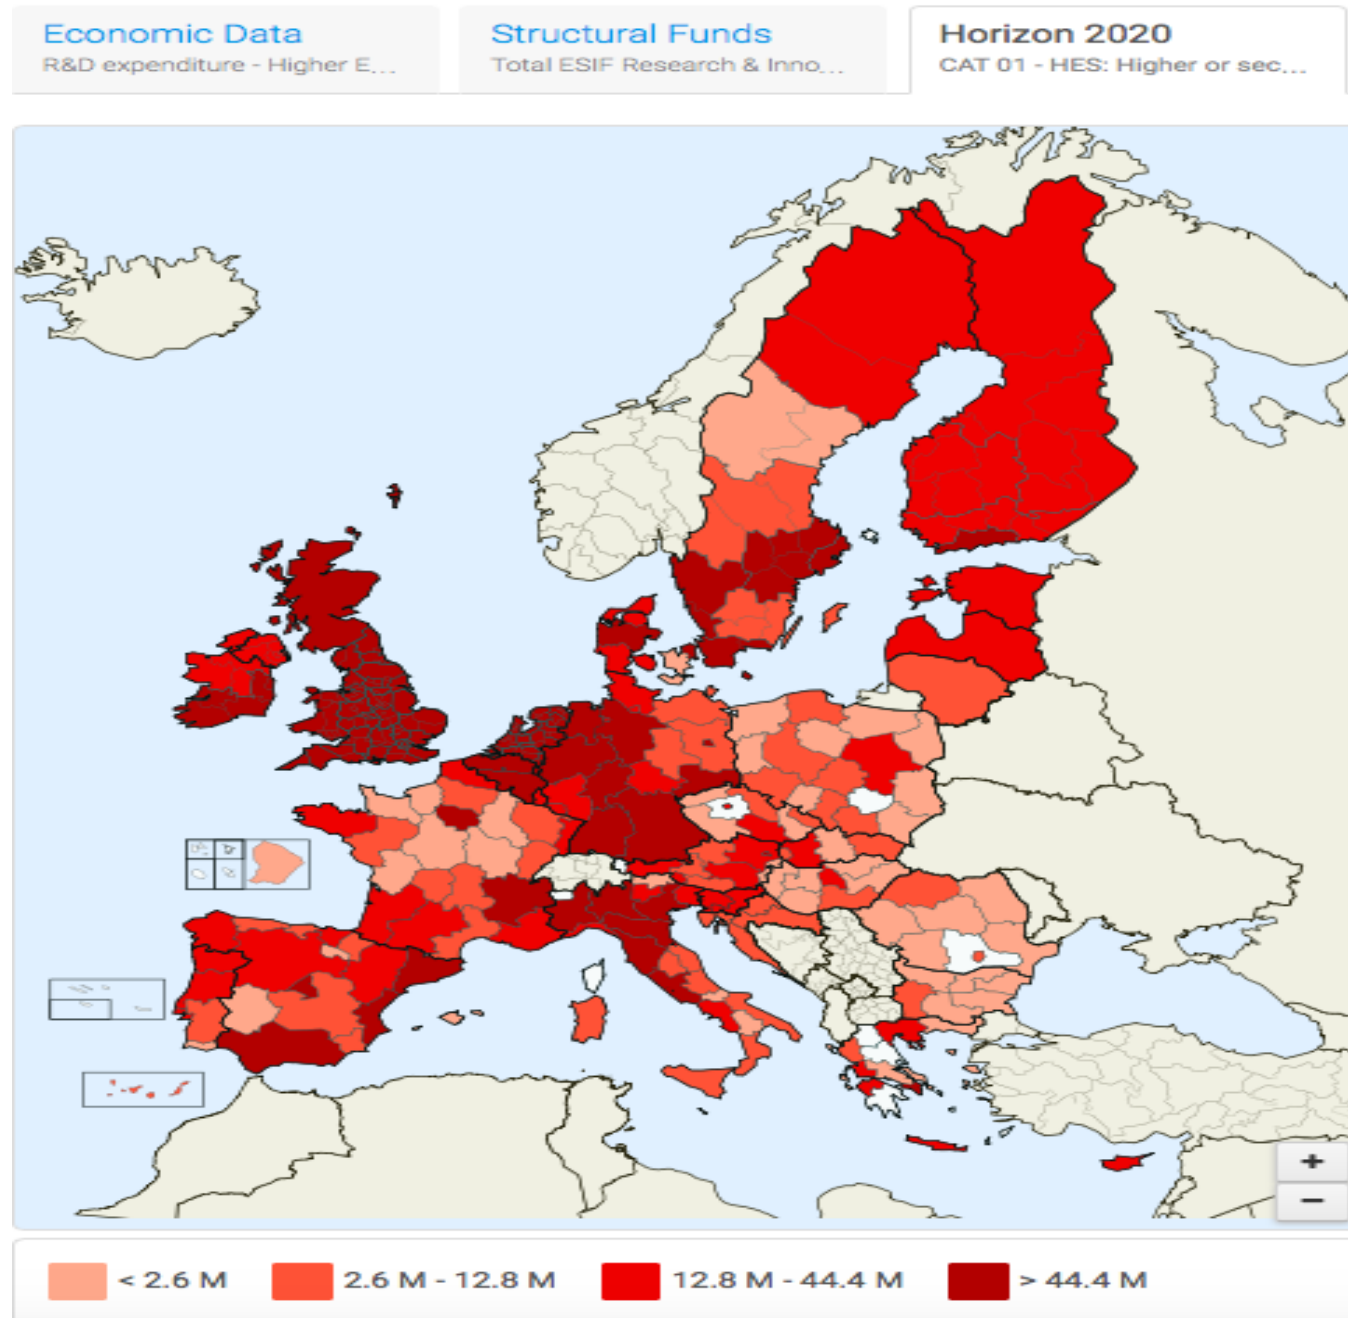 Economic Data
R&D expenditure - Higher E...
Structural Funds
Total ESIF Research & Inno...
Horizon 2020
CAT 01 - HES: Higher or sec...
+
−
< 2.6 M
2.6 M - 12.8 M
12.8 M - 44.4 M
> 44.4 M